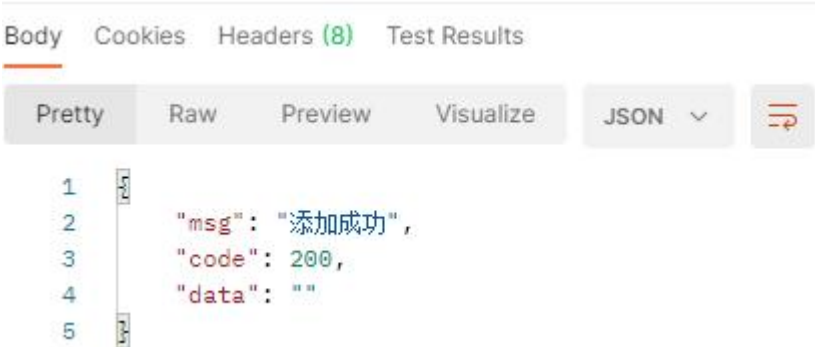 Body Cookies Headers (8) Test Results
Pretty Raw Preview Visualize JSON
1 {
2 "msg": "添加成功",
3 "code": 200,
4 "data": ""
5 }